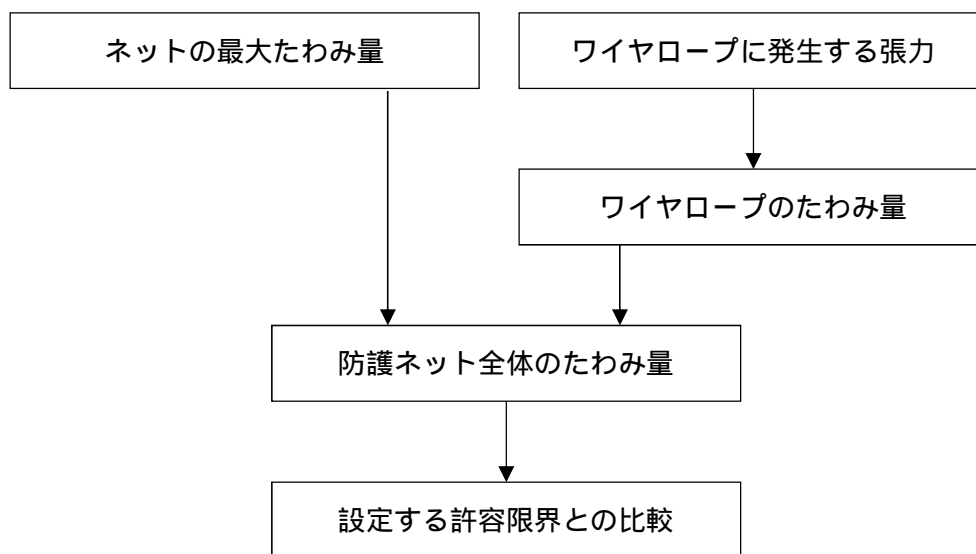 ネットの最大たわみ量
ワイヤロープに発生する張力
ワイヤロープのたわみ量
防護ネット全体のたわみ量
設定する許容限界との比較